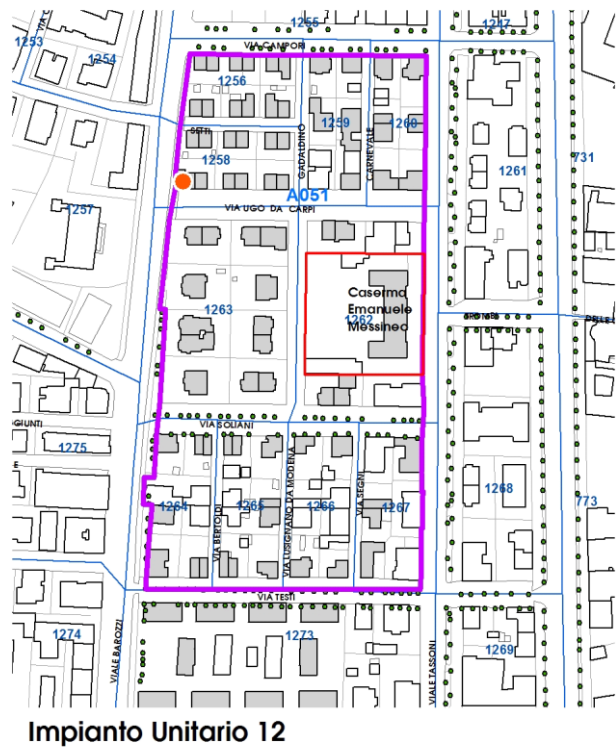 1255
1247
VIA CAMPORI
1253
1254
1256
1259
1260
SETTI
GADALDINO
CARNEVALE
1258
731
1261
A051
1257
VIA UGO DA CARPI
Caserma
1263
1262
Emanuele
Messineo
VIA SOLIANI
GIUNTI
1275
E
1264
1265
1266
1267
1268
773
VIA BERTOLDI
VIA LUSIGNANO DA MODENA
VIA SEGNI
VIA TESTI
1274
1273
1269
VIALE BAROZZI
VIALE TASSONI
Impianto Unitario 12